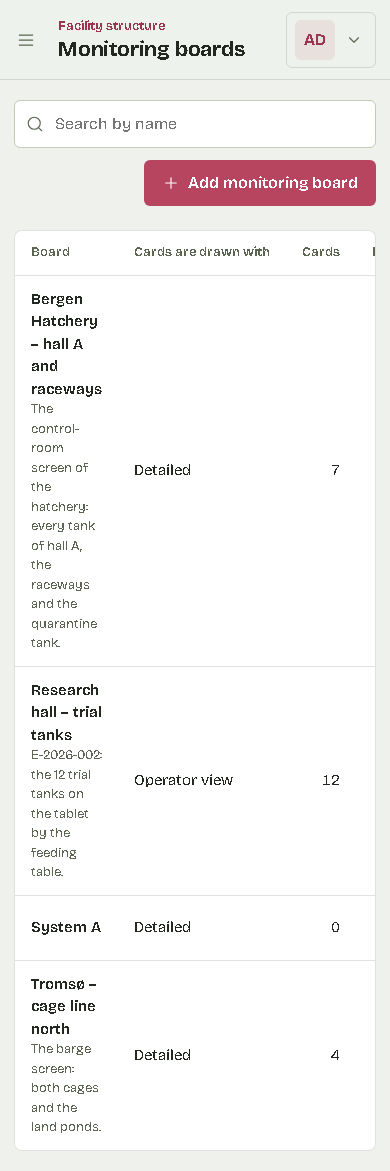 Facility structure
Monitoring boards
AD
Search by name
Add monitoring board
Board Cards are drawn with Cards
Bergen
Hatchery
– hall A
and
raceways
The
control-
room
screen of
the
hatchery:
every tank
of hall A,
the
raceways
and the
quarantine
tank.
Detailed 7
Research
hall – trial
tanks
E-2026-002:
the 12 trial
tanks on
the tablet
by the
feeding
table.
Operator view 12
System A Detailed 0
Tromsø –
cage line
north
The barge
screen:
both cages
and the
land ponds.
Detailed 4